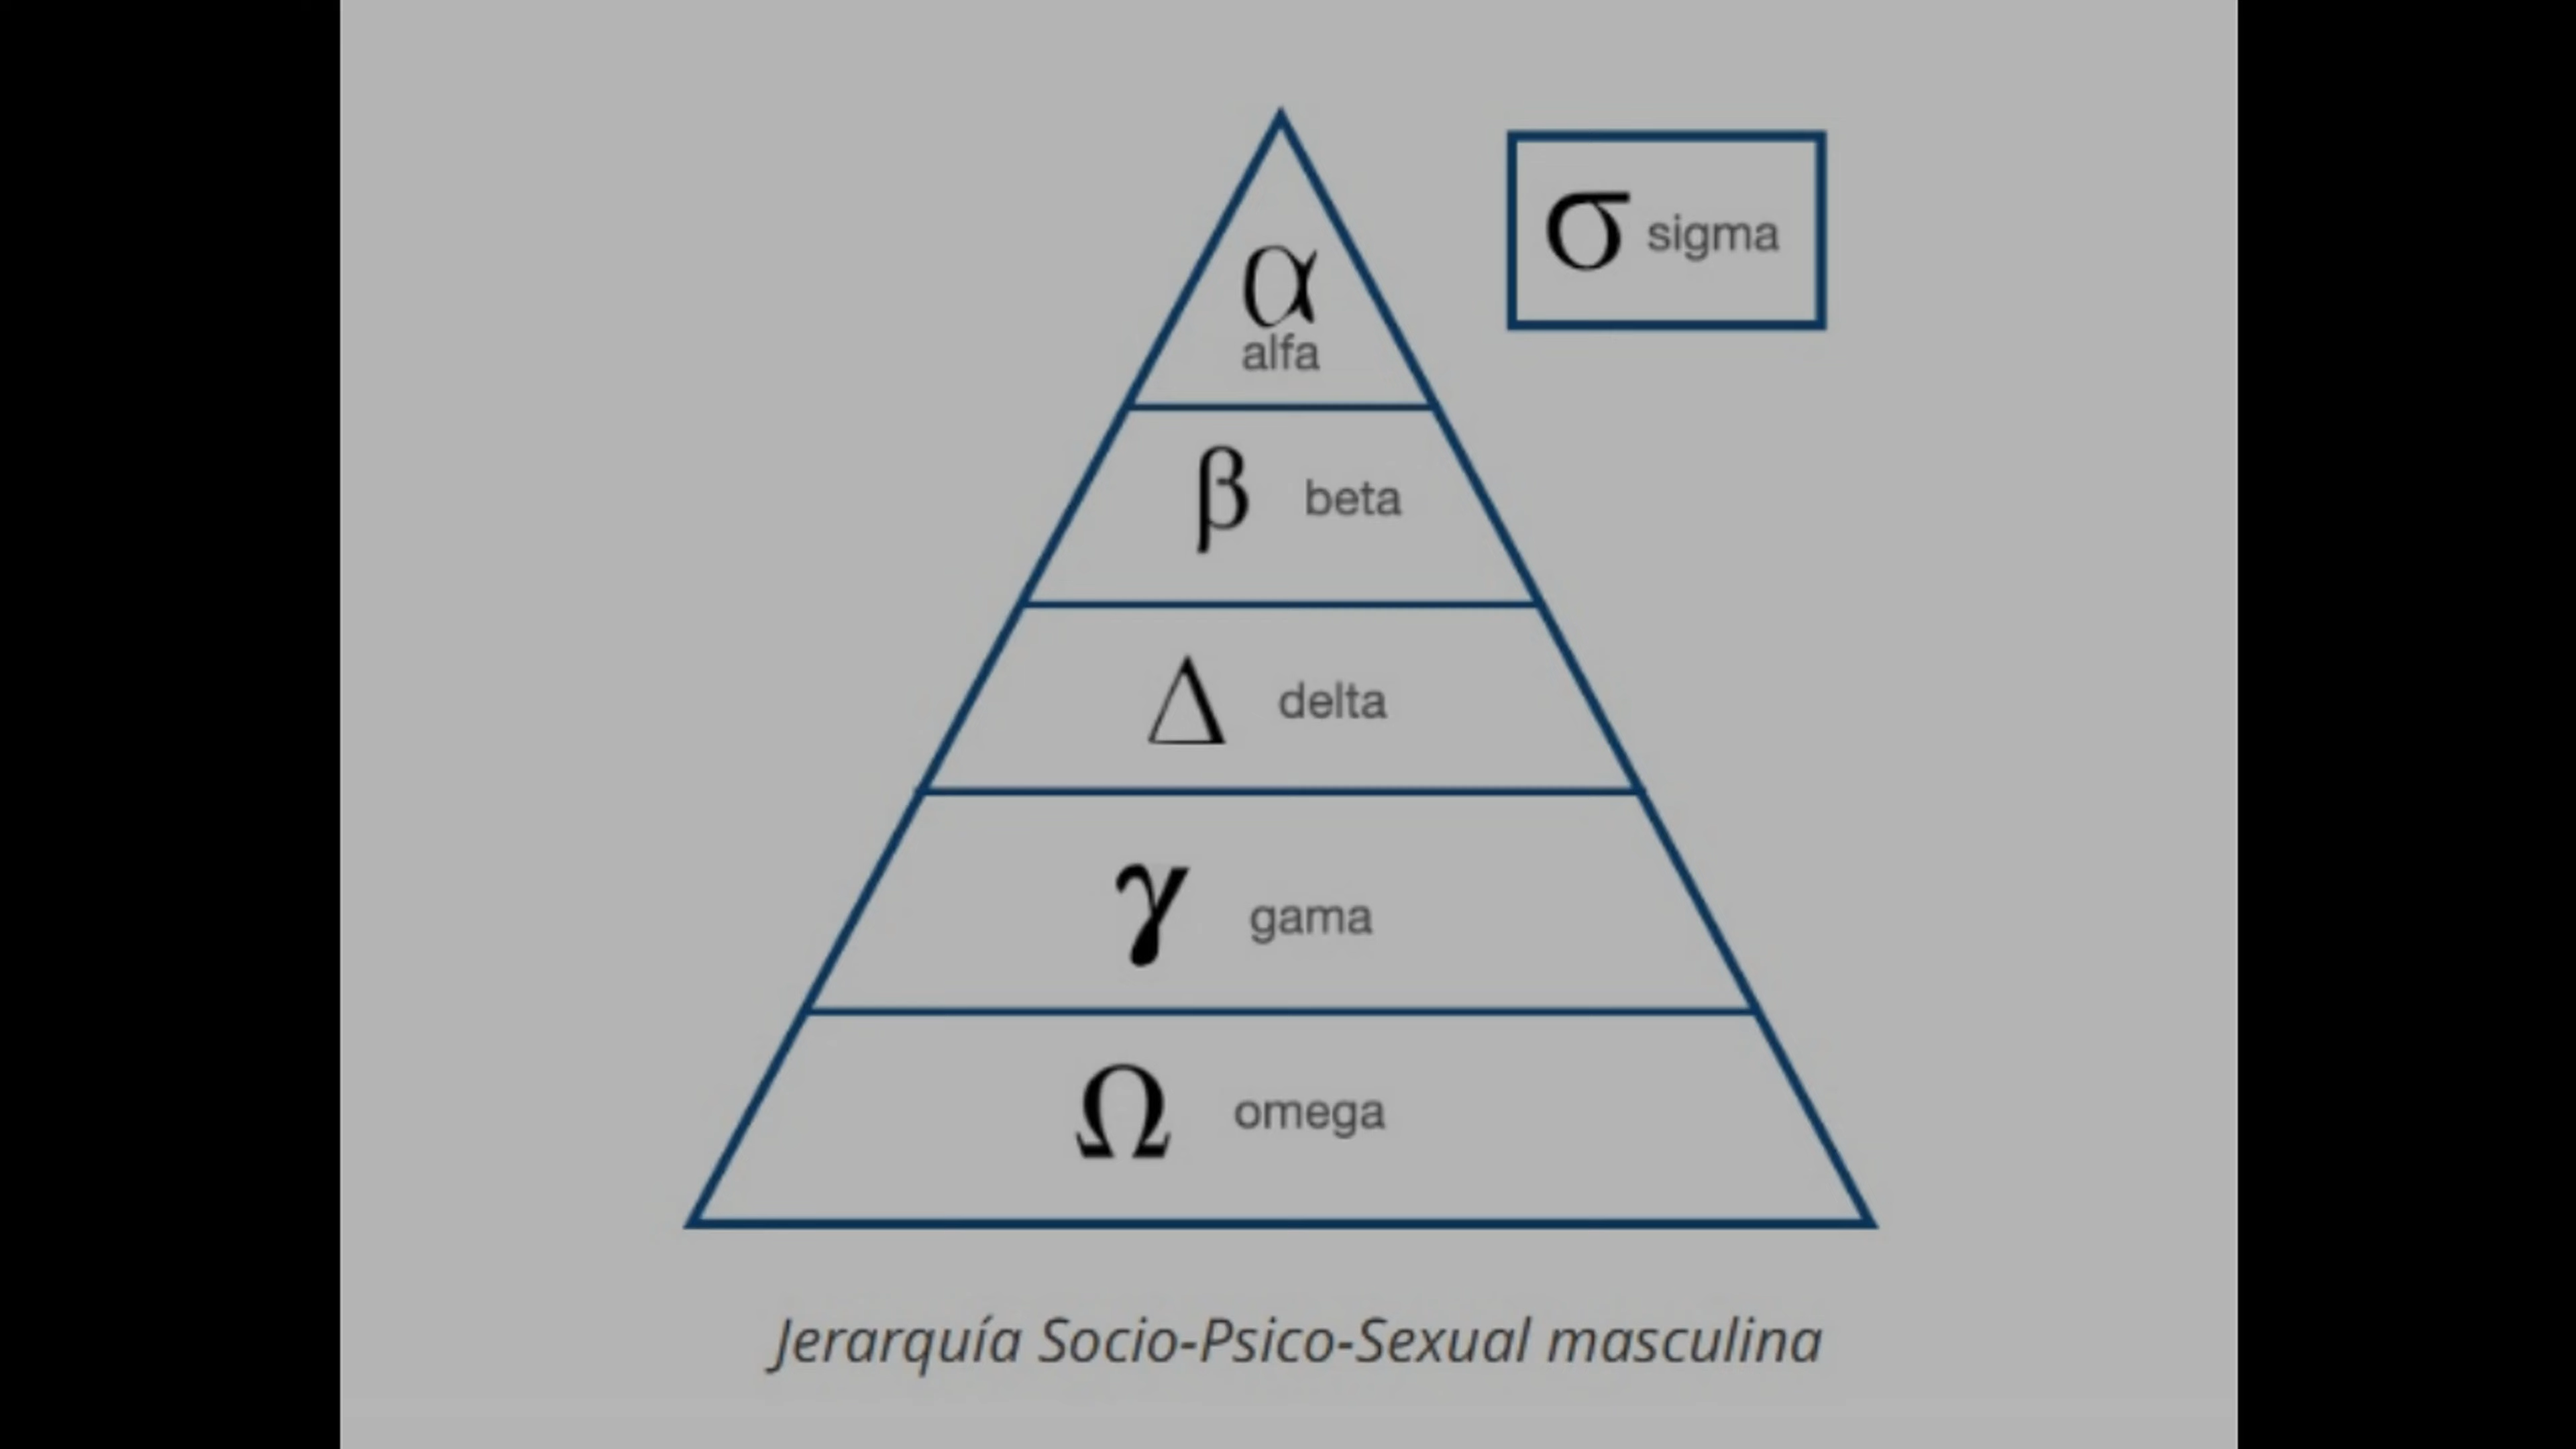 α
alfa
σ sigma
β beta
Δ delta
γ gama
Ω omega
Jerarquía Socio-Psico-Sexual masculina